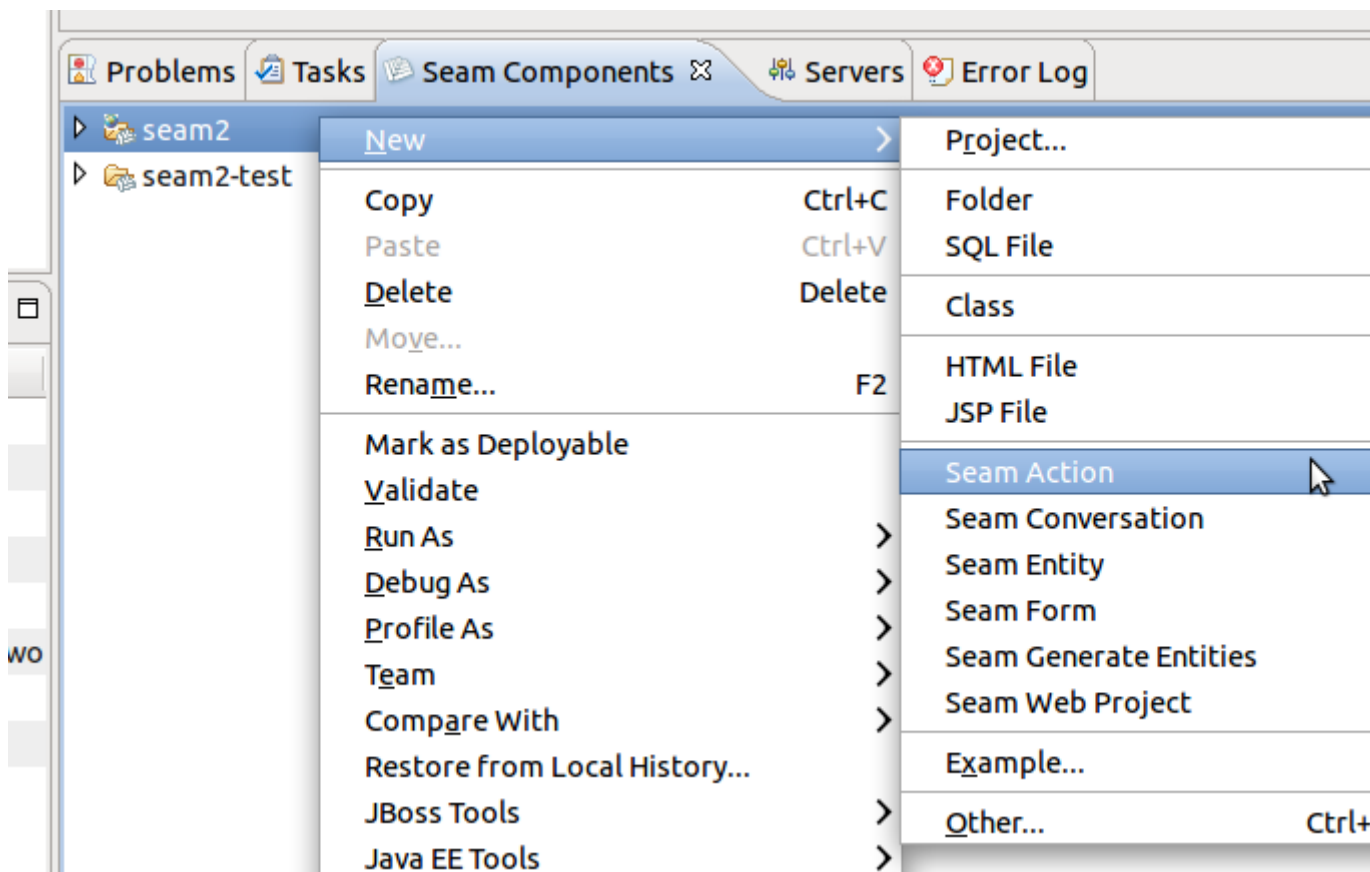 Problems Tasks Seam Components Servers Error Log
seam2
seam2-test
wo
New
Copy Ctrl+C
Paste Ctrl+V
Delete Delete
Move...
Rename... F2
Mark as Deployable
Validate
Run As
Debug As
Profile As
Team
Compare With
Restore from Local History...
JBoss Tools
Java EE Tools
Project...
Folder
SQL File
Class
HTML File
JSP File
Seam Action
Seam Conversation
Seam Entity
Seam Form
Seam Generate Entities
Seam Web Project
Example...
Other... Ctrl+